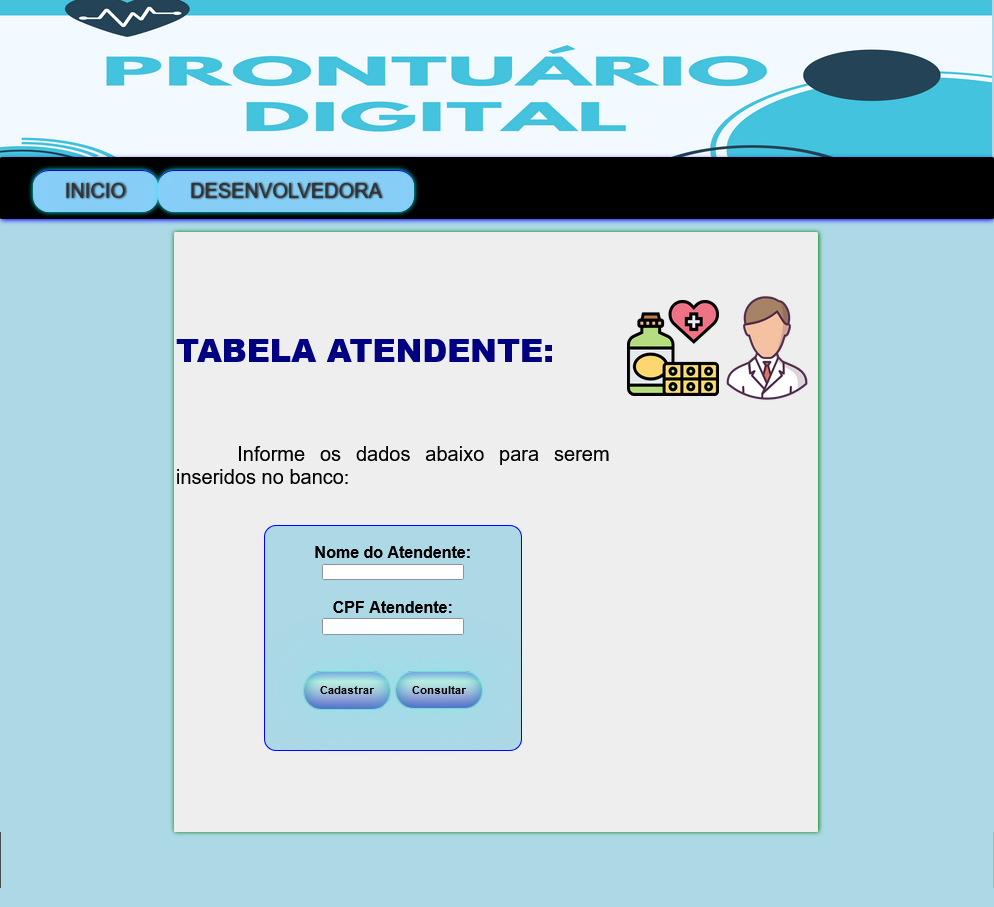 PRONTUÁRIO
DIGITAL
INICIO
DESENVOLVEDORA
TABELA ATENDENTE:
Informe os dados abaixo para serem
inseridos no banco:
Nome do Atendente:
CPF Atendente:
Cadastrar
Consultar